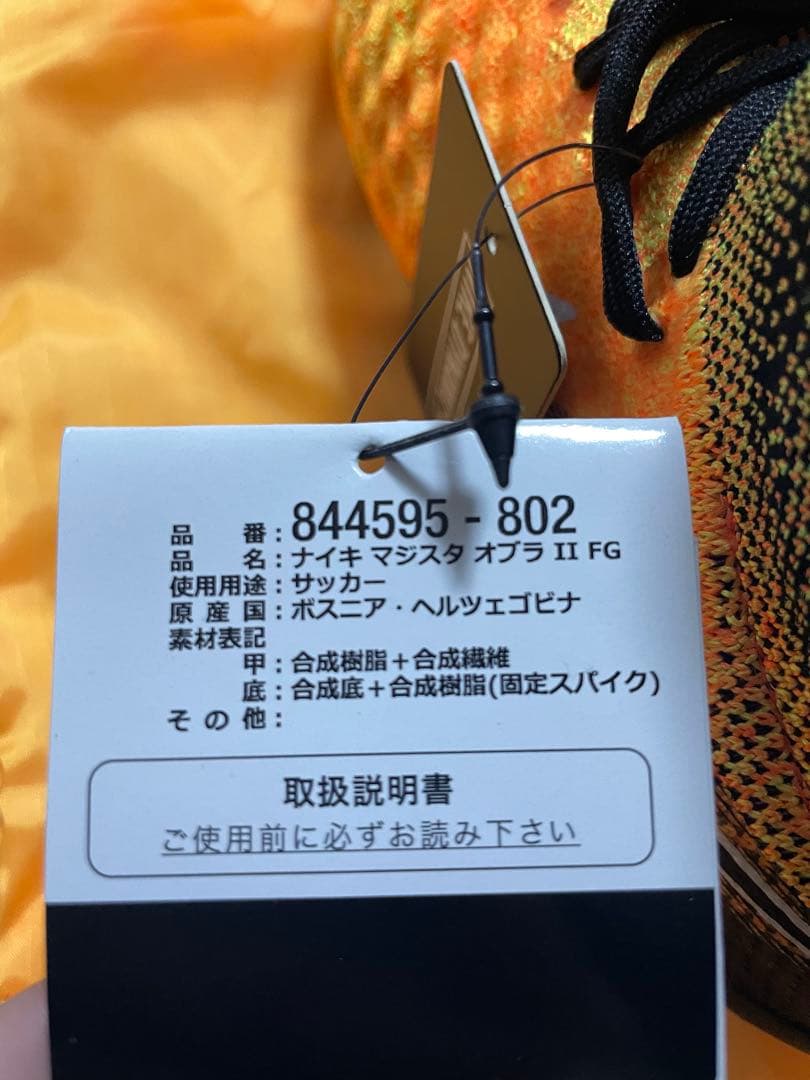 品番：844595-802
品名：ナイキ マジスタ オブラ II FG
使用用途：サッカー
原産国：ボスニア・ヘルツェゴビナ
素材表記
甲：合成樹脂＋合成繊維
底：合成底＋合成樹脂(固定スパイク)
その他：
取扱説明書
ご使用前に必ずお読み下さい